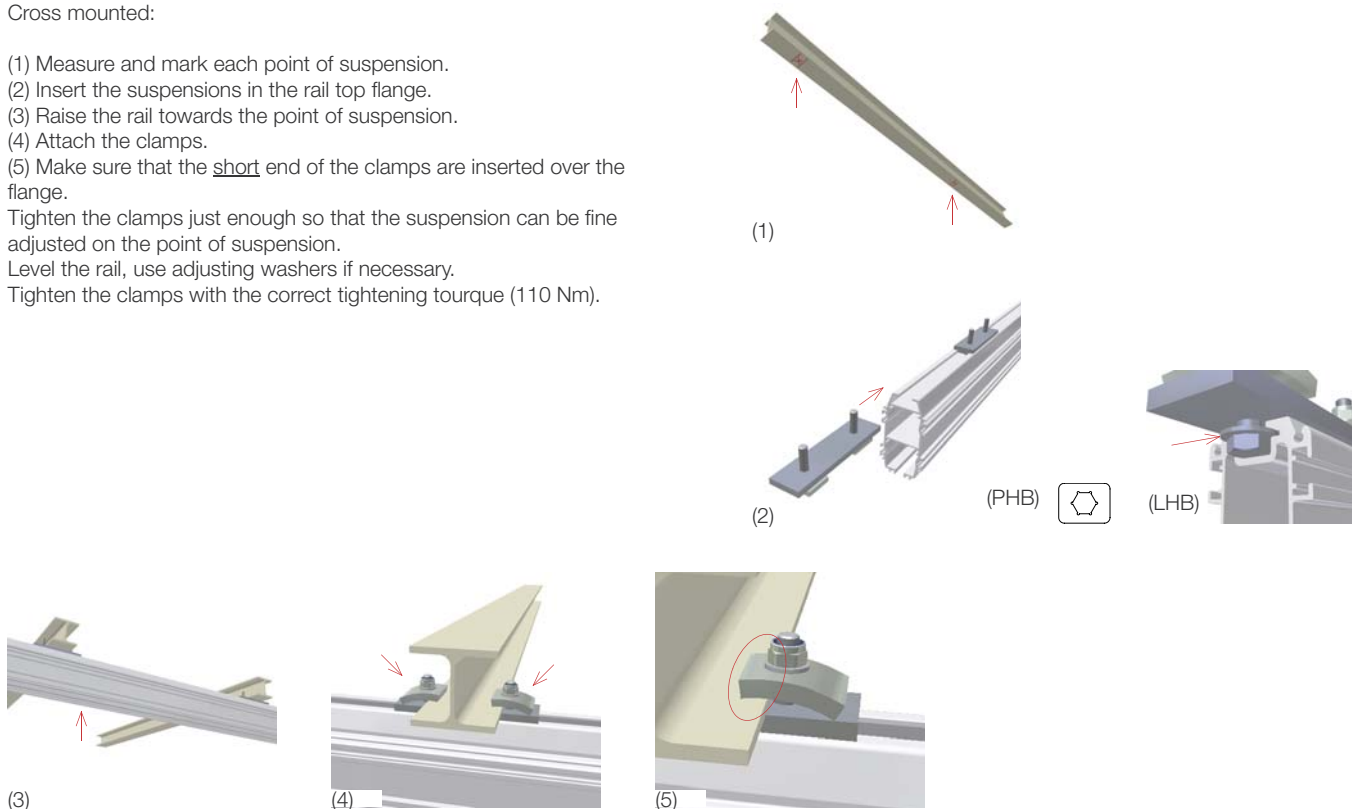 Cross mounted:
(1) Measure and mark each point of suspension.
(2) Insert the suspensions in the rail top flange.
(3) Raise the rail towards the point of suspension.
(4) Attach the clamps.
(5) Make sure that the short end of the clamps are inserted over the
flange.
Tighten the clamps just enough so that the suspension can be fine
adjusted on the point of suspension.
Level the rail, use adjusting washers if necessary.
Tighten the clamps with the correct tightening tourque (110 Nm).
(1)
(2)
(PHB)
(LHB)
(3)
(4)
(5)